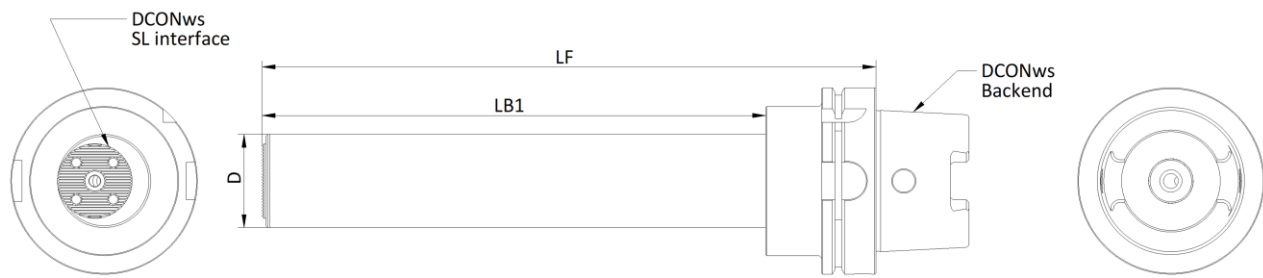 DCONws
SL interface
LF
DCONws
Backend
LB1
D